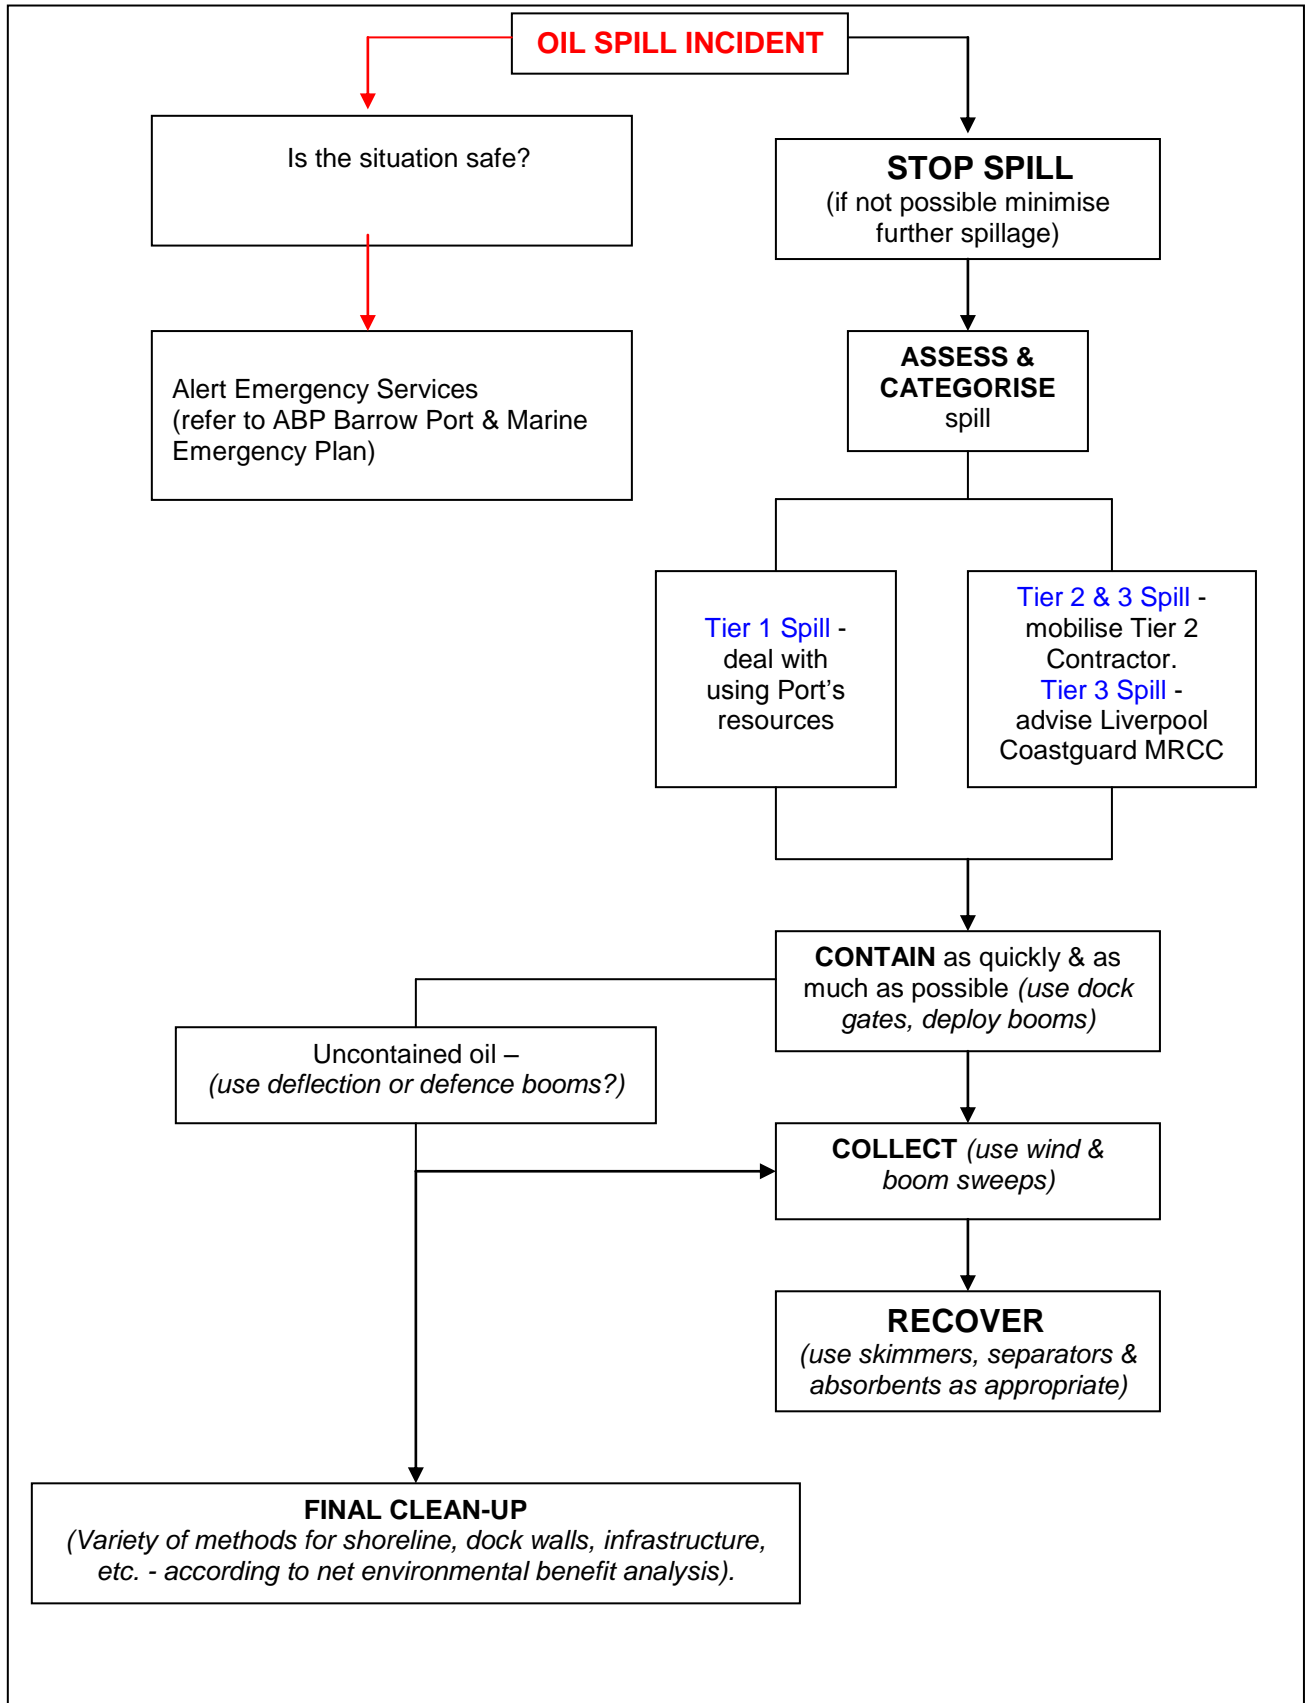 OIL SPILL INCIDENT
Is the situation safe?
STOP SPILL
(if not possible minimise
further spillage)
Alert Emergency Services
(refer to ABP Barrow Port & Marine
Emergency Plan)
ASSESS &
CATEGORISE
spill
Tier 1 Spill -
deal with
using Port's
resources
Tier 2 & 3 Spill -
mobilise Tier 2
Contractor.
Tier 3 Spill -
advise Liverpool
Coastguard MRCC
CONTAIN as quickly & as
much as possible (use dock
gates, deploy booms)
Uncontained oil –
(use deflection or defence booms?)
COLLECT (use wind &
boom sweeps)
RECOVER
(use skimmers, separators &
absorbents as appropriate)
FINAL CLEAN-UP
(Variety of methods for shoreline, dock walls, infrastructure,
etc. - according to net environmental benefit analysis).